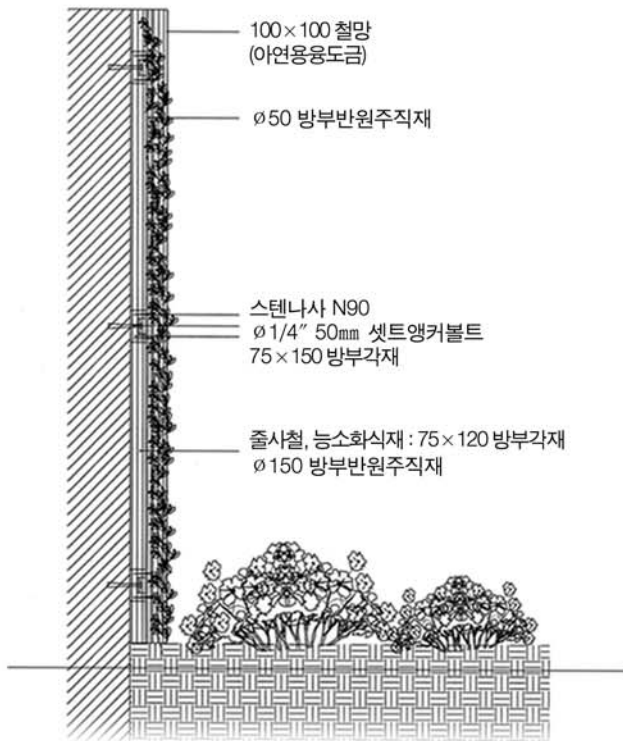 100×100 철망
(아연용융도금)
ø50 방부반원주직재
스텐나사 N90
ø1/4″ 50㎜ 셋트앵커볼트
75×150 방부각재
줄사철, 능소화식재 : 75×120 방부각재
ø150 방부반원주직재